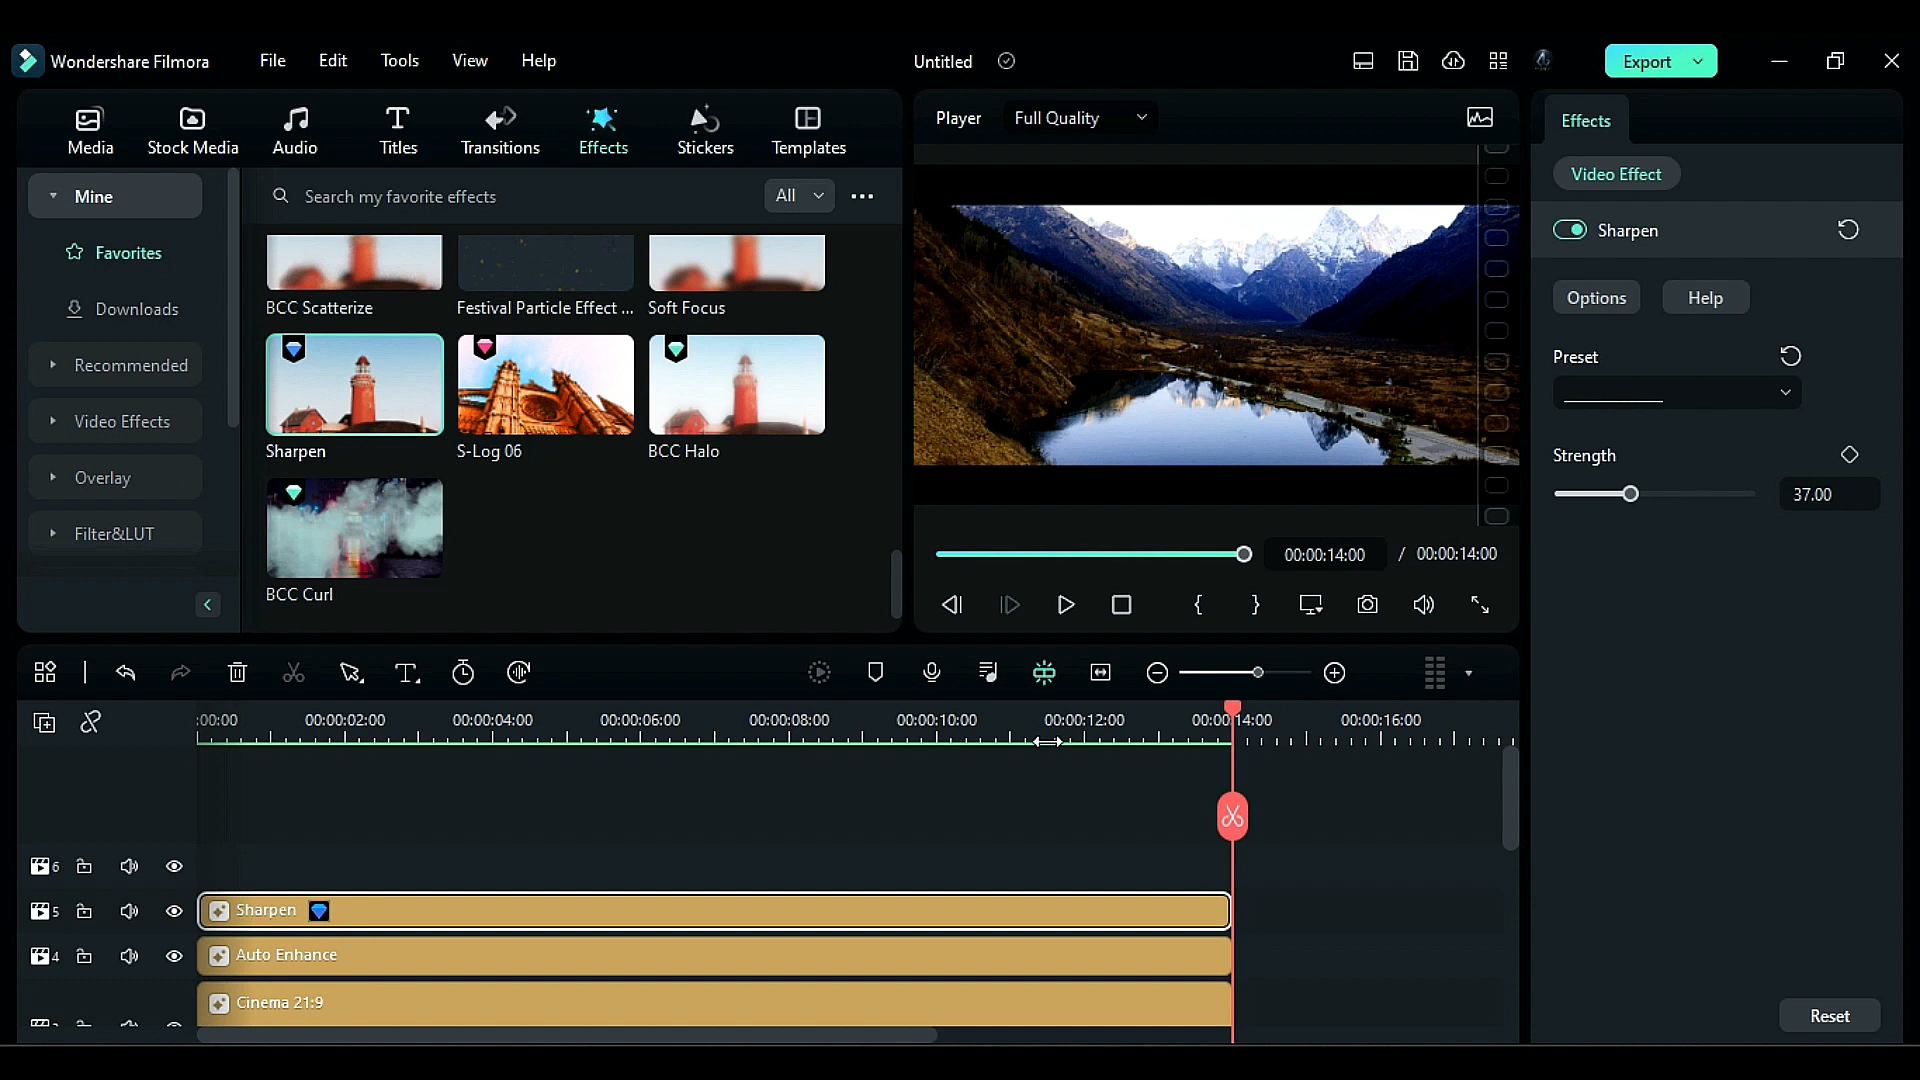 Wondershare Filmora
File
Edit
Tools
View
Help
Untitled
Export
Media
Stock Media
Audio
Titles
Transitions
Effects
Stickers
Templates
Player
Full Quality
Effects
Video Effect
Mine
Search my favorite effects
All
Sharpen
Favorites
Downloads
Options
Help
BCC Scatterize
Festival Particle Effect ...
Soft Focus
Recommended
Preset
Video Effects
Sharpen
S-Log 06
BCC Halo
Strength
Overlay
37.00
Filter&LUT
00:00:14:00
/ 00:00:14:00
BCC Curl
:00:00
00:00:02:00
00:00:04:00
00:00:06:00
00:00:08:00
00:00:10:00
00:00:12:00
00:00:14:00
00:00:16:00
6
5
Sharpen
4
Auto Enhance
Cinema 21:9
Reset